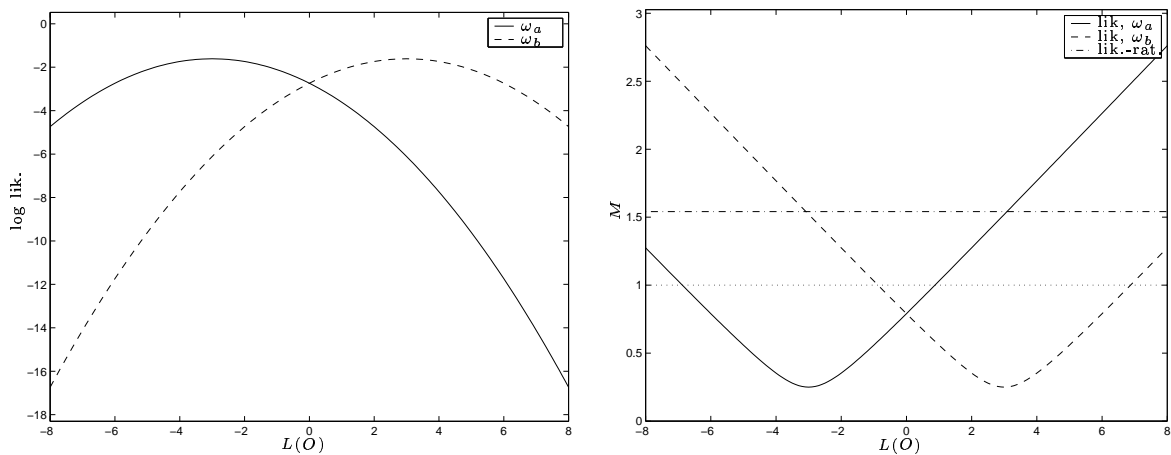 0
−2
−4
−6
−8
−10
−12
−14
−16
−18
−8 −6 −4 −2 0 2 4 6 8
L(O)
log lik.
ω_a
ω_b
3
2.5
2
1.5
1
0.5
0
−8 −6 −4 −2 0 2 4 6 8
L(O)
M
lik, ω_a
lik, ω_b
lik.-rat.